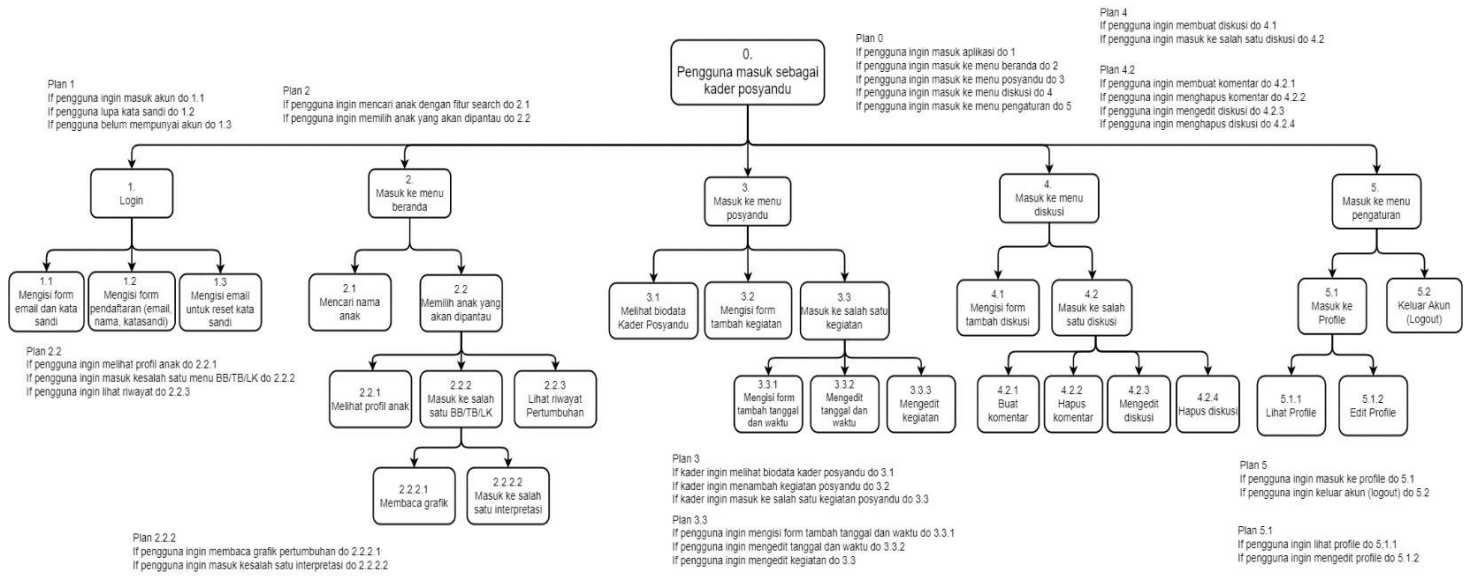 Plan 4
If pengguna ingin membuat diskusi do 4.1
If pengguna ingin masuk ke salah satu diskusi do 4.2
Plan 0
If pengguna ingin masuk aplikasi do 1
If pengguna ingin masuk ke menu beranda do 2
If pengguna ingin masuk ke menu posyandu do 3
If pengguna ingin masuk ke menu diskusi do 4
If pengguna ingin masuk ke menu pengaturan do 5
0.
Pengguna masuk sebagai
kader posyandu
Plan 4.2
If pengguna ingin membuat komentar do 4.2.1
If pengguna ingin menghapus komentar do 4.2.2
If pengguna ingin mengedit diskusi do 4.2.3
If pengguna ingin menghapus diskusi do 4.2.4
Plan 1
If pengguna ingin masuk akun do 1.1
If pengguna lupa kata sandi do 1.2
If pengguna belum mempunyai akun do 1.3
Plan 2
If pengguna ingin mencari anak dengan fitur search do 2.1
If pengguna ingin memilih anak yang akan dipantau do 2.2
1.
Login
2.
Masuk ke menu
beranda
3.
Masuk ke menu
posyandu
4.
Masuk ke menu
diskusi
5.
Masuk ke menu
pengaturan
1.1
Mengisi form
email dan kata
sandi
1.2
Mengisi form
pendaftaran (email,
nama, katasandi)
1.3
Mengisi email
untuk reset kata
sandi
2.1
Mencari nama
anak
2.2
Memilih anak yang
akan dipantau
3.1
Melihat biodata
Kader Posyandu
3.2
Mengisi form
tambah kegiatan
3.3
Masuk ke salah satu
kegiatan
4.1
Mengisi form
tambah diskusi
4.2
Masuk ke salah
satu diskusi
5.1
Masuk ke
Profile
5.2
Keluar Akun
(Logout)
Plan 2.2
If pengguna ingin melihat profil anak do 2.2.1
If pengguna ingin masuk kesalah satu menu BB/TB/LK do 2.2.2
If pengguna ingin lihat riwayat do 2.2.3
2.2.1
Melihat profil anak
2.2.2
Masuk ke salah
satu BB/TB/LK
2.2.3
Lihat riwayat
Pertumbuhan
3.3.1
Mengisi form
tambah tanggal
dan waktu
3.3.2
Mengedit
tanggal dan
waktu
3.3.3
Mengedit
kegiatan
4.2.1
Buat
komentar
4.2.2
Hapus
komentar
4.2.3
Mengedit
diskusi
4.2.4
Hapus diskusi
5.1.1
Lihat Profile
5.1.2
Edit Profile
2.2.2.1
Membaca grafik
2.2.2.2
Masuk ke salah
satu interpretasi
Plan 3
If kader ingin melihat biodata kader posyandu do 3.1
If kader ingin menambah kegiatan posyandu do 3.2
If kader ingin masuk ke salah satu kegiatan posyandu do 3.3
Plan 5
If pengguna ingin masuk ke profile do 5.1
If pengguna ingin keluar akun (logout) do 5.2
Plan 2.2.2
If pengguna ingin membaca grafik pertumbuhan do 2.2.2.1
If pengguna ingin masuk kesalah satu interpretasi do 2.2.2.2
Plan 3.3
If pengguna ingin mengisi form tambah tanggal dan waktu do 3.3.1
If pengguna ingin mengedit tanggal dan waktu do 3.3.2
If pengguna ingin mengedit kegiatan do 3.3
Plan 5.1
If pengguna ingin lihat profile do 5.1.1
If pengguna ingin mengedit profile do 5.1.2